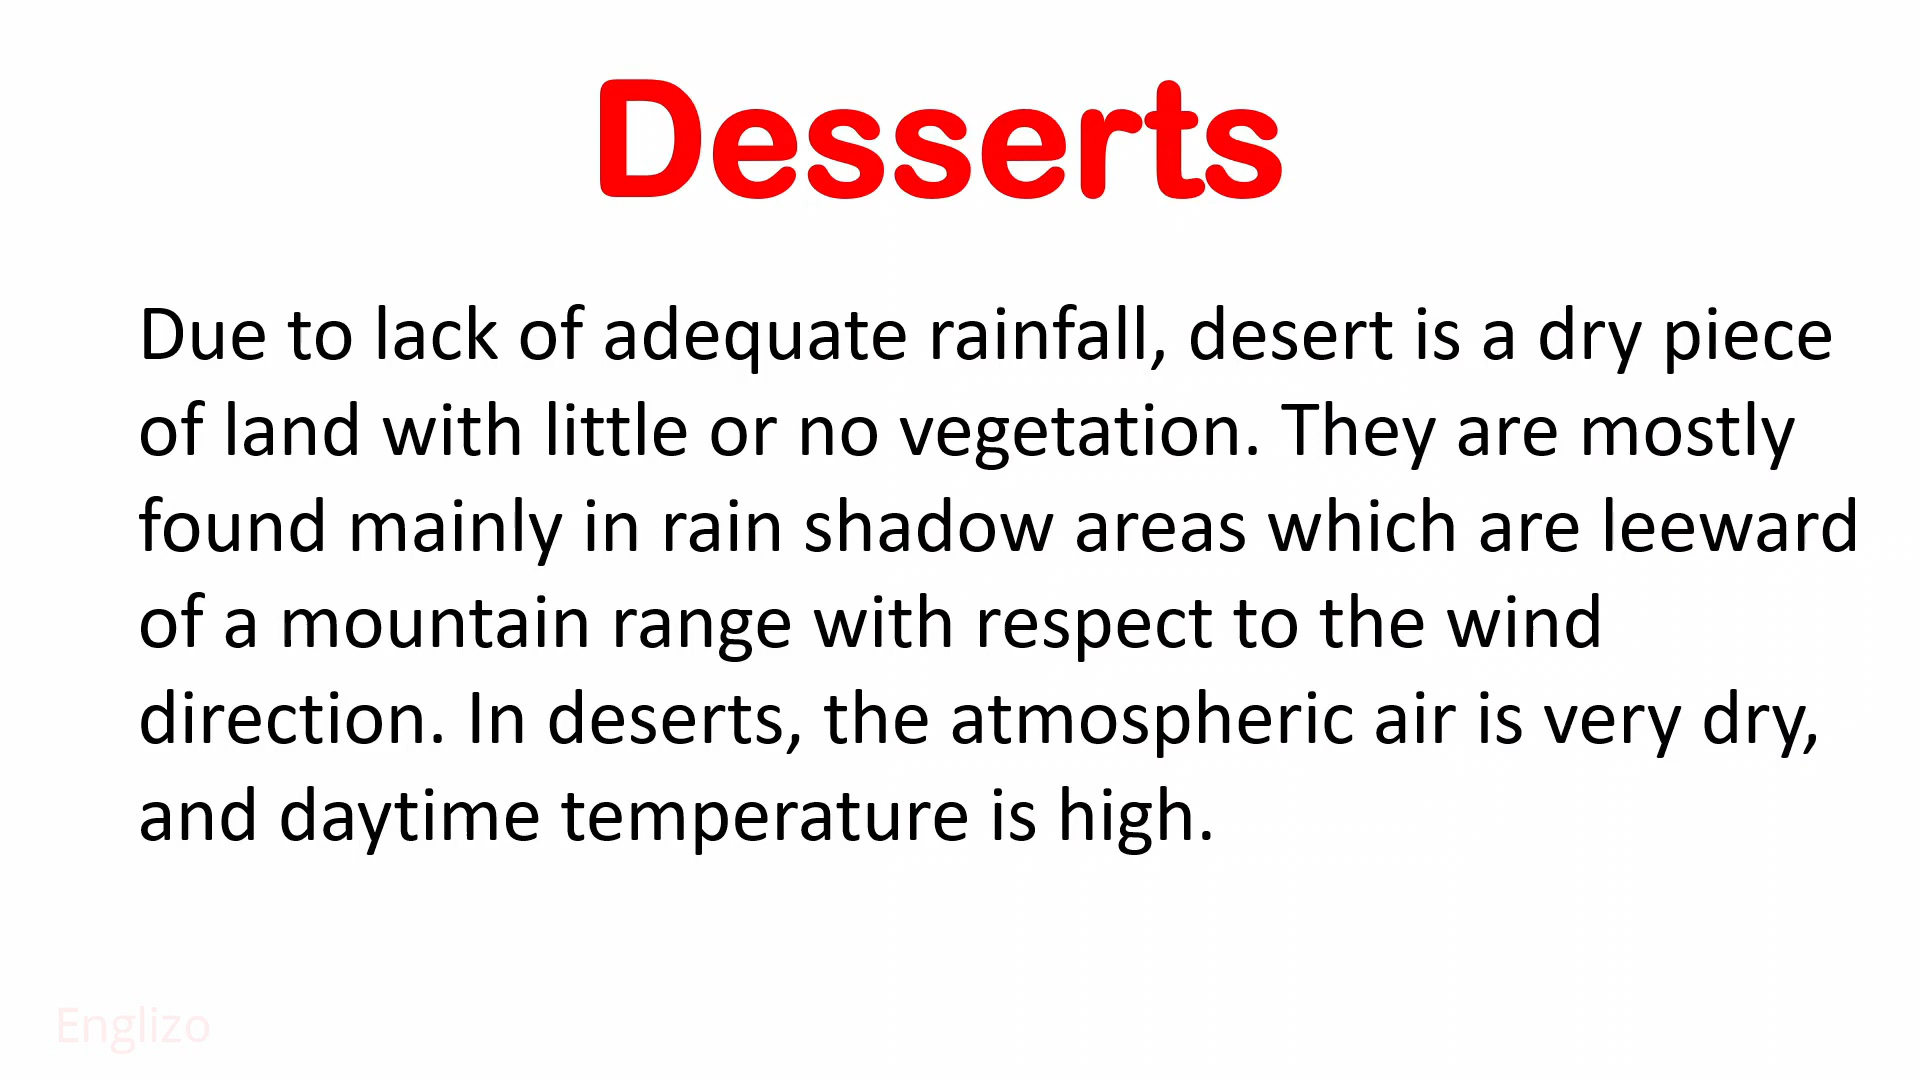 Desserts
Due to lack of adequate rainfall, desert is a dry piece
of land with little or no vegetation. They are mostly
found mainly in rain shadow areas which are leeward
of a mountain range with respect to the wind
direction. In deserts, the atmospheric air is very dry,
and daytime temperature is high.
Englizo